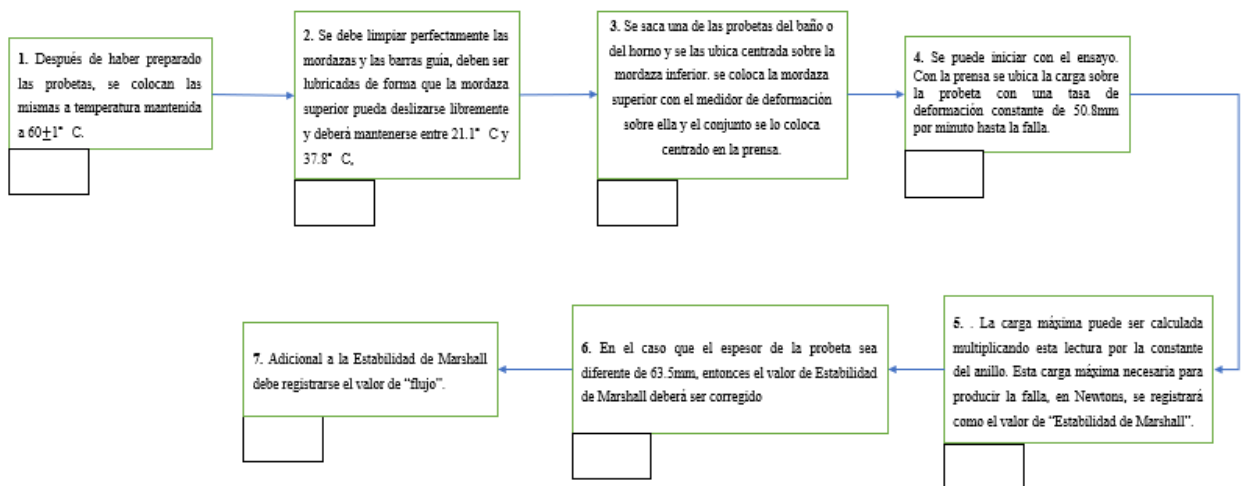 1. Después de haber preparado
las probetas, se colocan las
mismas a temperatura mantenida
a 60±1° C.
2. Se debe limpiar perfectamente las
mordazas y las barras guía, deben ser
lubricadas de forma que la mordaza
superior pueda deslizarse libremente
y deberá mantenerse entre 21.1° C y
37.8° C,
3. Se saca una de las probetas del baño o
del horno y se las ubica centrada sobre la
mordaza inferior. se coloca la mordaza
superior con el medidor de deformación
sobre ella y el conjunto se lo coloca
centrado en la prensa.
4. Se puede iniciar con el ensayo.
Con la prensa se ubica la carga sobre
la probeta con una tasa de
deformación constante de 50.8mm
por minuto hasta la falla.
5. . La carga máxima puede ser calculada
multiplicando esta lectura por la constante
del anillo. Esta carga máxima necesaria para
producir la falla, en Newtons, se registrará
como el valor de “Estabilidad de Marshall”.
6. En el caso que el espesor de la probeta sea
diferente de 63.5mm, entonces el valor de Estabilidad
de Marshall deberá ser corregido
7. Adicional a la Estabilidad de Marshall
debe registrarse el valor de “flujo”.